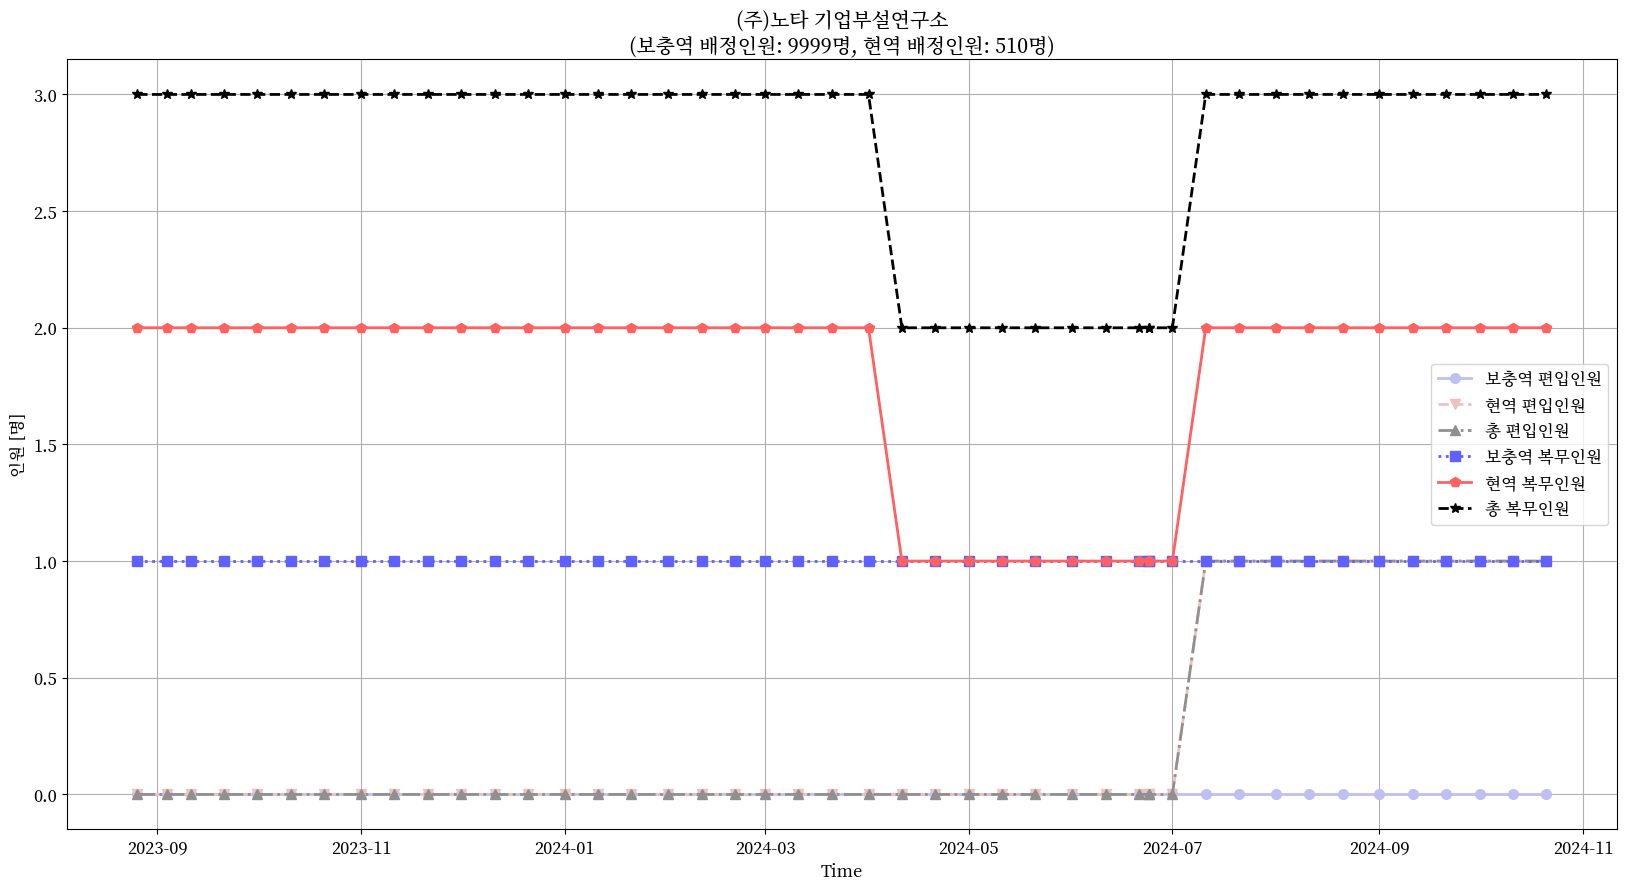 (주)노타 기업부설연구소
(보충역 배정인원: 9999명, 현역 배정인원: 510명)
3.0
2.5
2.0
1.5
1.0
0.5
0.0
인원 [명]
보충역 편입인원
현역 편입인원
총 편입인원
보충역 복무인원
현역 복무인원
총 복무인원
2023-09 2023-11 2024-01 2024-03 2024-05 2024-07 2024-09 2024-11
Time